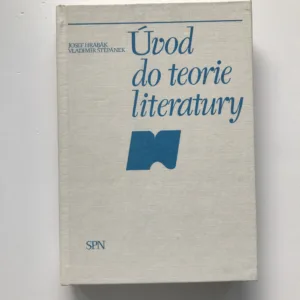 JOSEF HRABÁK
VLADIMÍR ŠTĚPÁNEK
Úvod
do teorie
literatury
SPN